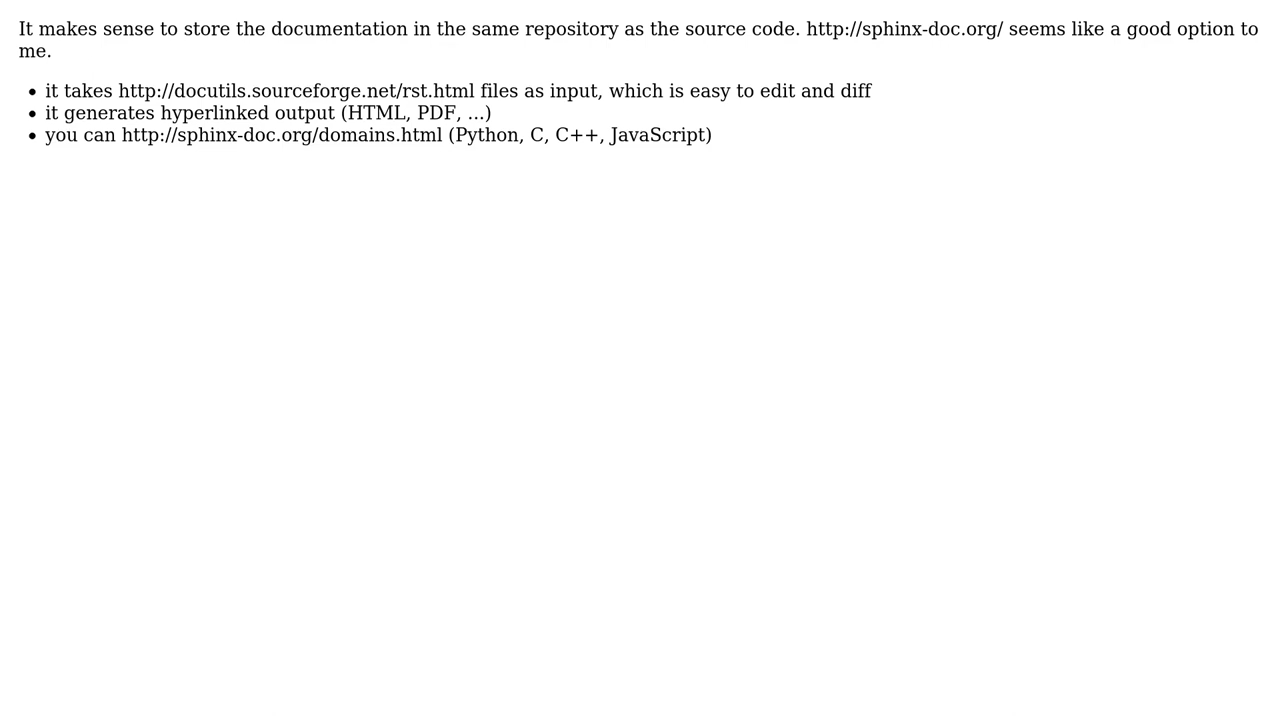 It makes sense to store the documentation in the same repository as the source code. http://sphinx-doc.org/ seems like a good option to
me.
• it takes http://docutils.sourceforge.net/rst.html files as input, which is easy to edit and diff
• it generates hyperlinked output (HTML, PDF, ...)
• you can http://sphinx-doc.org/domains.html (Python, C, C++, JavaScript)